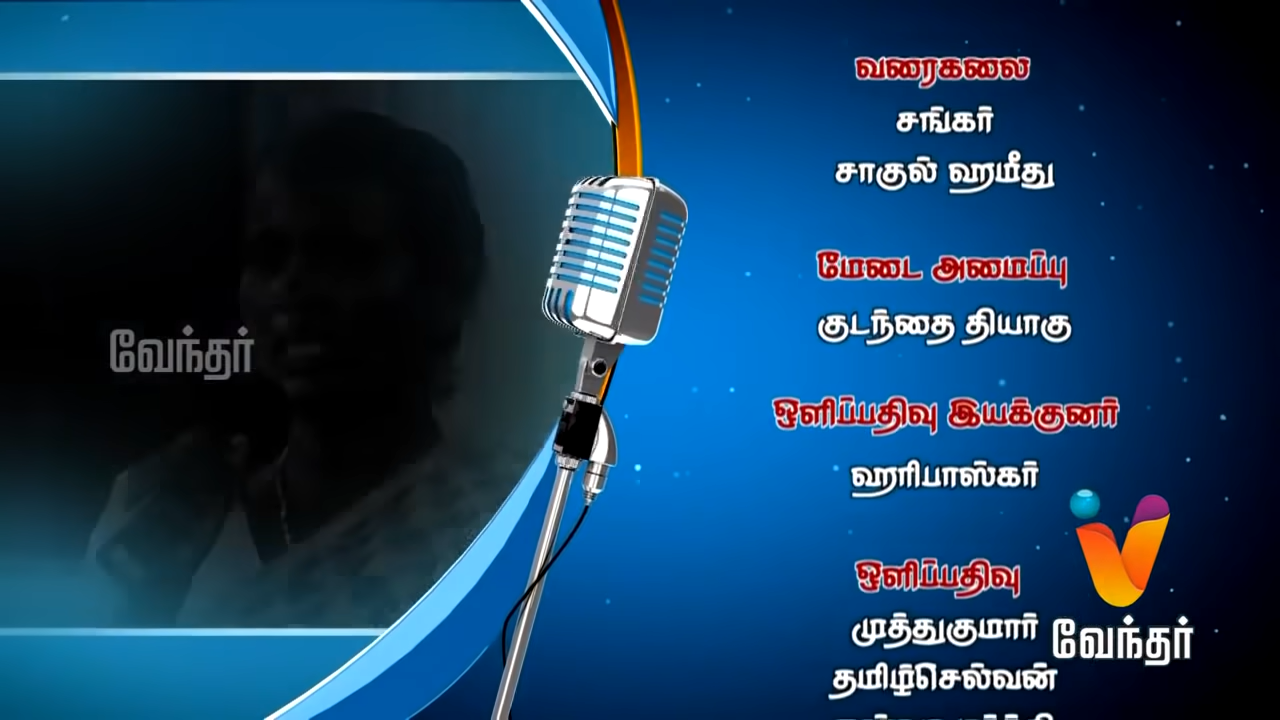 வரைகலை
சங்கர்
சாகுல் ஹமீது
மேடை அமைப்பு
குடந்தை தியாகு
ஒளிப்பதிவு இயக்குனர்
ஹரிபாஸ்கர்
ஒளிப்பதிவு
முத்துகுமார்
தமிழ்செல்வன்
வேந்தர்
வேந்தர்